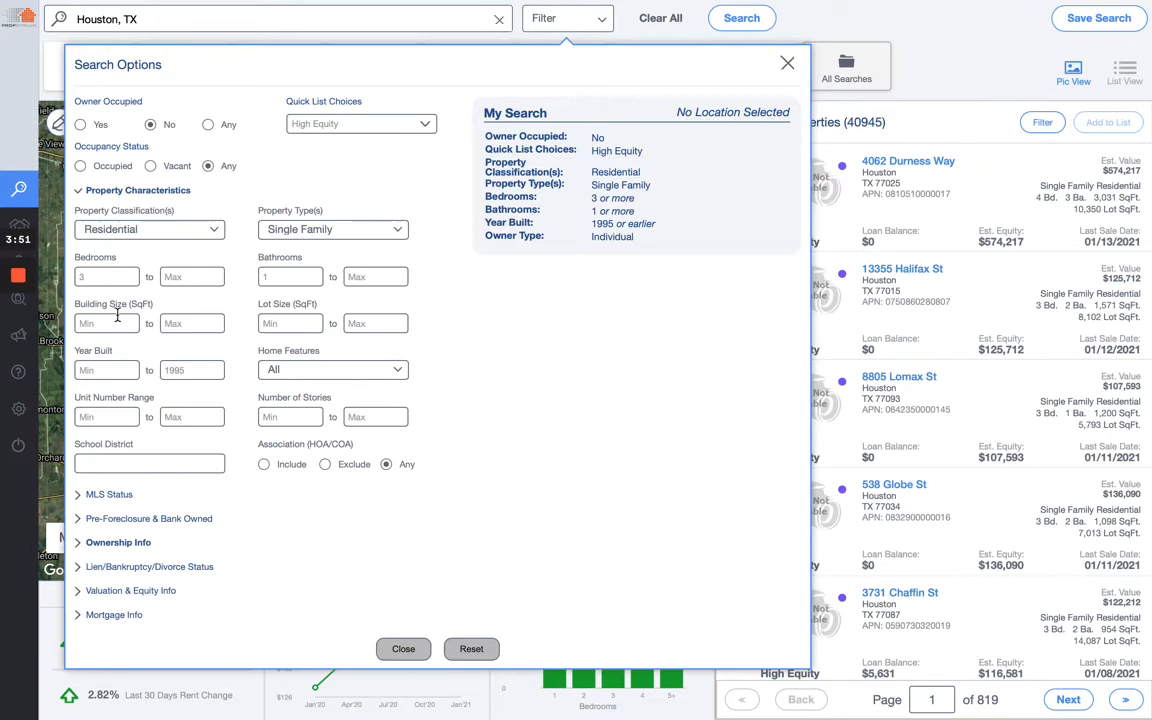 Houston, TX
Filter
Clear All
Search
Save Search
Search Options
All Searches
Pic View
List View
Owner Occupied
Yes
No
Any
Quick List Choices
High Equity
Occupancy Status
Occupied
Vacant
Any
Property Characteristics
Property Classification(s)
Residential
Property Type(s)
Single Family
Bedrooms
3 to Max
Bathrooms
1 to Max
Building Size (SqFt)
Min to Max
Lot Size (SqFt)
Min to Max
Year Built
Min to 1995
Home Features
All
Unit Number Range
Min to Max
Number of Stories
Min to Max
School District
Association (HOA/COA)
Include
Exclude
Any
MLS Status
Pre-Foreclosure & Bank Owned
Ownership Info
Lien/Bankruptcy/Divorce Status
Valuation & Equity Info
Mortgage Info
Close
Reset
My Search
No Location Selected
Owner Occupied: No
Quick List Choices: High Equity
Property
Classification(s): Residential
Property Type(s): Single Family
Bedrooms: 3 or more
Bathrooms: 1 or more
Year Built: 1995 or earlier
Owner Type: Individual
3:51
erties (40945)
Filter
Add to List
4062 Durness Way
Houston
TX 77025
APN: 0810510000017
Est. Value
$574,217
Single Family Residential
4 Bd. 3 Ba. 3,031 SqFt.
10,350 Lot SqFt.
Loan Balance:
$0
Est. Equity:
$574,217
Last Sale Date:
01/13/2021
13355 Halifax St
Houston
TX 77015
APN: 0750860280807
Est. Value
$125,712
Single Family Residential
3 Bd. 2 Ba. 1,571 SqFt.
8,102 Lot SqFt.
Loan Balance:
$0
Est. Equity:
$125,712
Last Sale Date:
01/12/2021
8805 Lomax St
Houston
TX 77093
APN: 0642350000145
Est. Value
$107,593
Single Family Residential
3 Bd. 1 Ba. 1,200 SqFt.
5,793 Lot SqFt.
Loan Balance:
$0
Est. Equity:
$107,593
Last Sale Date:
01/11/2021
538 Globe St
Houston
TX 77034
APN: 0832900000016
Est. Value
$136,090
Single Family Residential
3 Bd. 2 Ba. 1,098 SqFt.
7,013 Lot SqFt.
Loan Balance:
$0
Est. Equity:
$136,090
Last Sale Date:
01/11/2021
3731 Chaffin St
Houston
TX 77087
APN: 0590730320019
Est. Value
$122,212
Single Family Residential
3 Bd. 2 Ba. 954 SqFt.
14,087 Lot SqFt.
High Equity
Loan Balance:
$5,631
Est. Equity:
$116,581
Last Sale Date:
01/08/2021
2.82% Last 30 Days Rent Change
$126
Jan'20 Apr'20 Jul'20 Oct'20 Jan'21
0
1 2 3 4 5+
Bedrooms
« Back Page 1 of 819 Next »